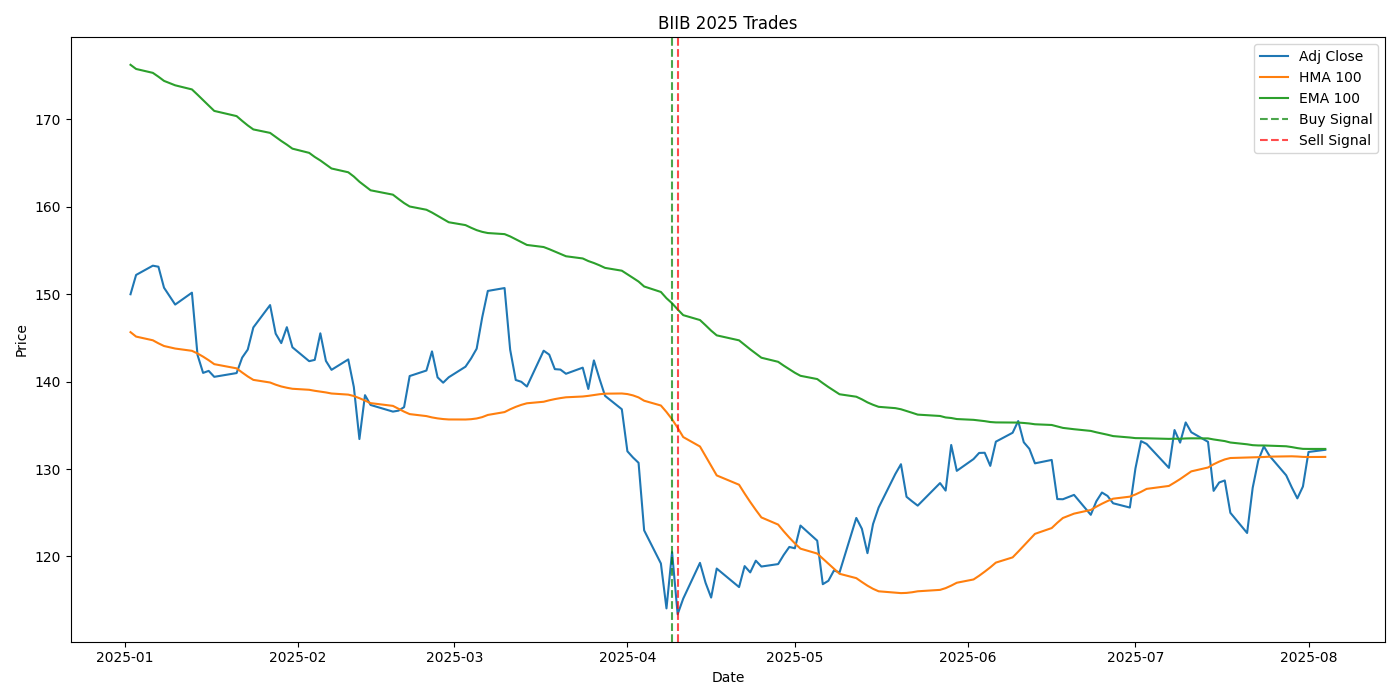 BIIB 2025 Trades
Adj Close
HMA 100
EMA 100
Buy Signal
Sell Signal
Price
170
160
150
140
130
120
2025-01
2025-02
2025-03
2025-04
2025-05
2025-06
2025-07
2025-08
Date